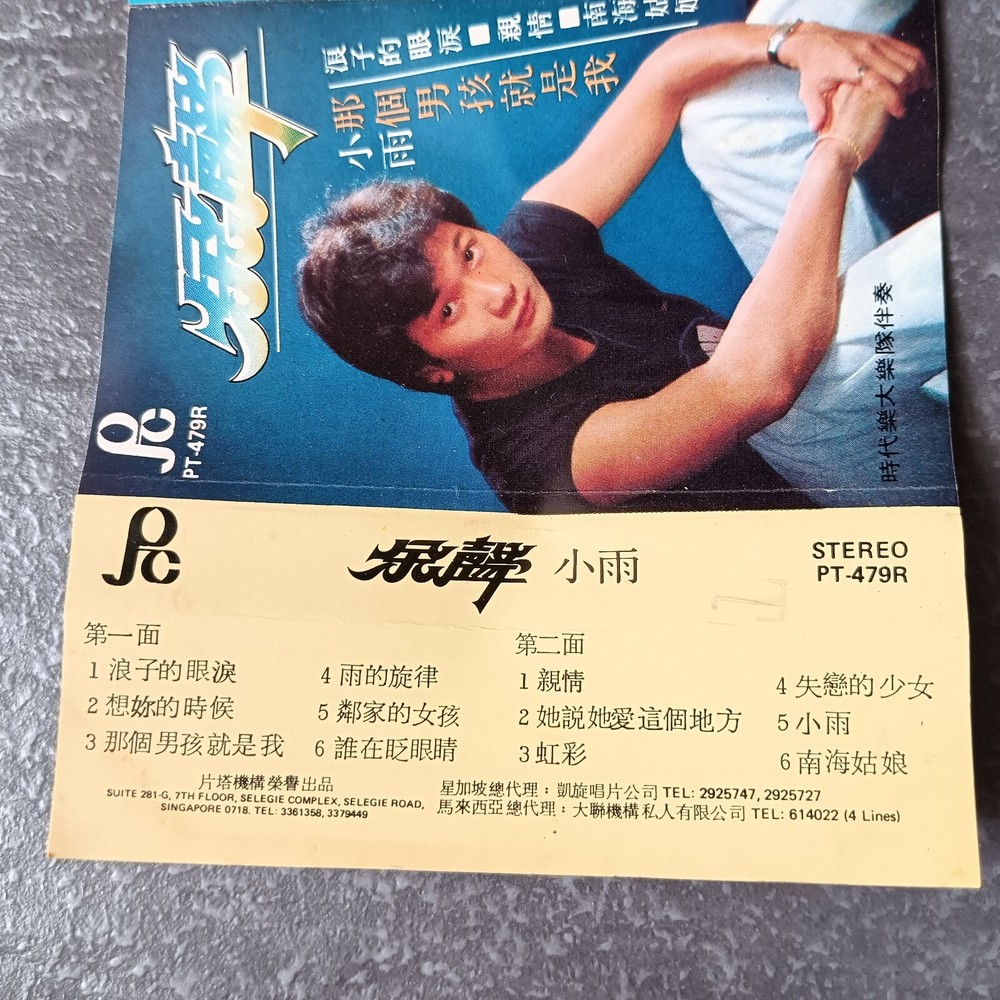 聲
浪子的眼淚■親情■南海姑娘
那個男孩就是我
小雨
PC
PT-479R
時代樂大樂隊伴奏
PC
聲 小雨
STEREO
PT-479R
第一面
1 浪子的眼淚
2 想妳的時候
3 那個男孩就是我
4 雨的旋律
5 鄰家的女孩
6 誰在眨眼睛
第二面
1 親情
2 她説她愛這個地方
3 虹彩
4 失戀的少女
5 小雨
6 南海姑娘
片塔機構榮譽出品
SUITE 281-G, 7TH FLOOR, SELEGIE COMPLEX, SELEGIE ROAD,
SINGAPORE 0718. TEL: 3361358, 3379449
星加坡總代理：凱旋唱片公司 TEL: 2925747, 2925727
馬來西亞總代理：大聯機構私人有限公司 TEL: 614022 (4 Lines)